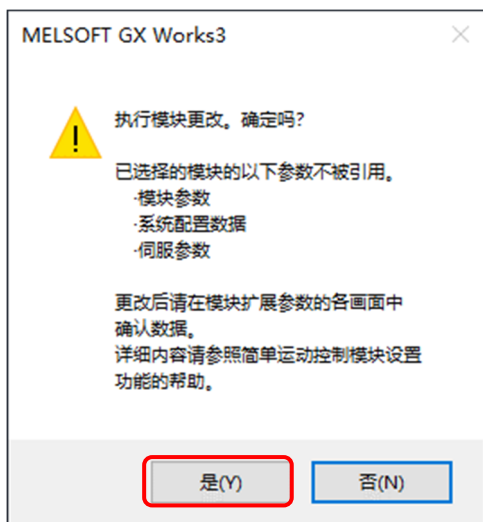 MELSOFT GX Works3
执行模块更改。确定吗?
已选择的模块的以下参数不被引用。
·模块参数
·系统配置数据
·伺服参数
更改后请在模块扩展参数的各画面中
确认数据。
详细内容请参照简单运动控制模块设置
功能的帮助。
是(Y)
否(N)